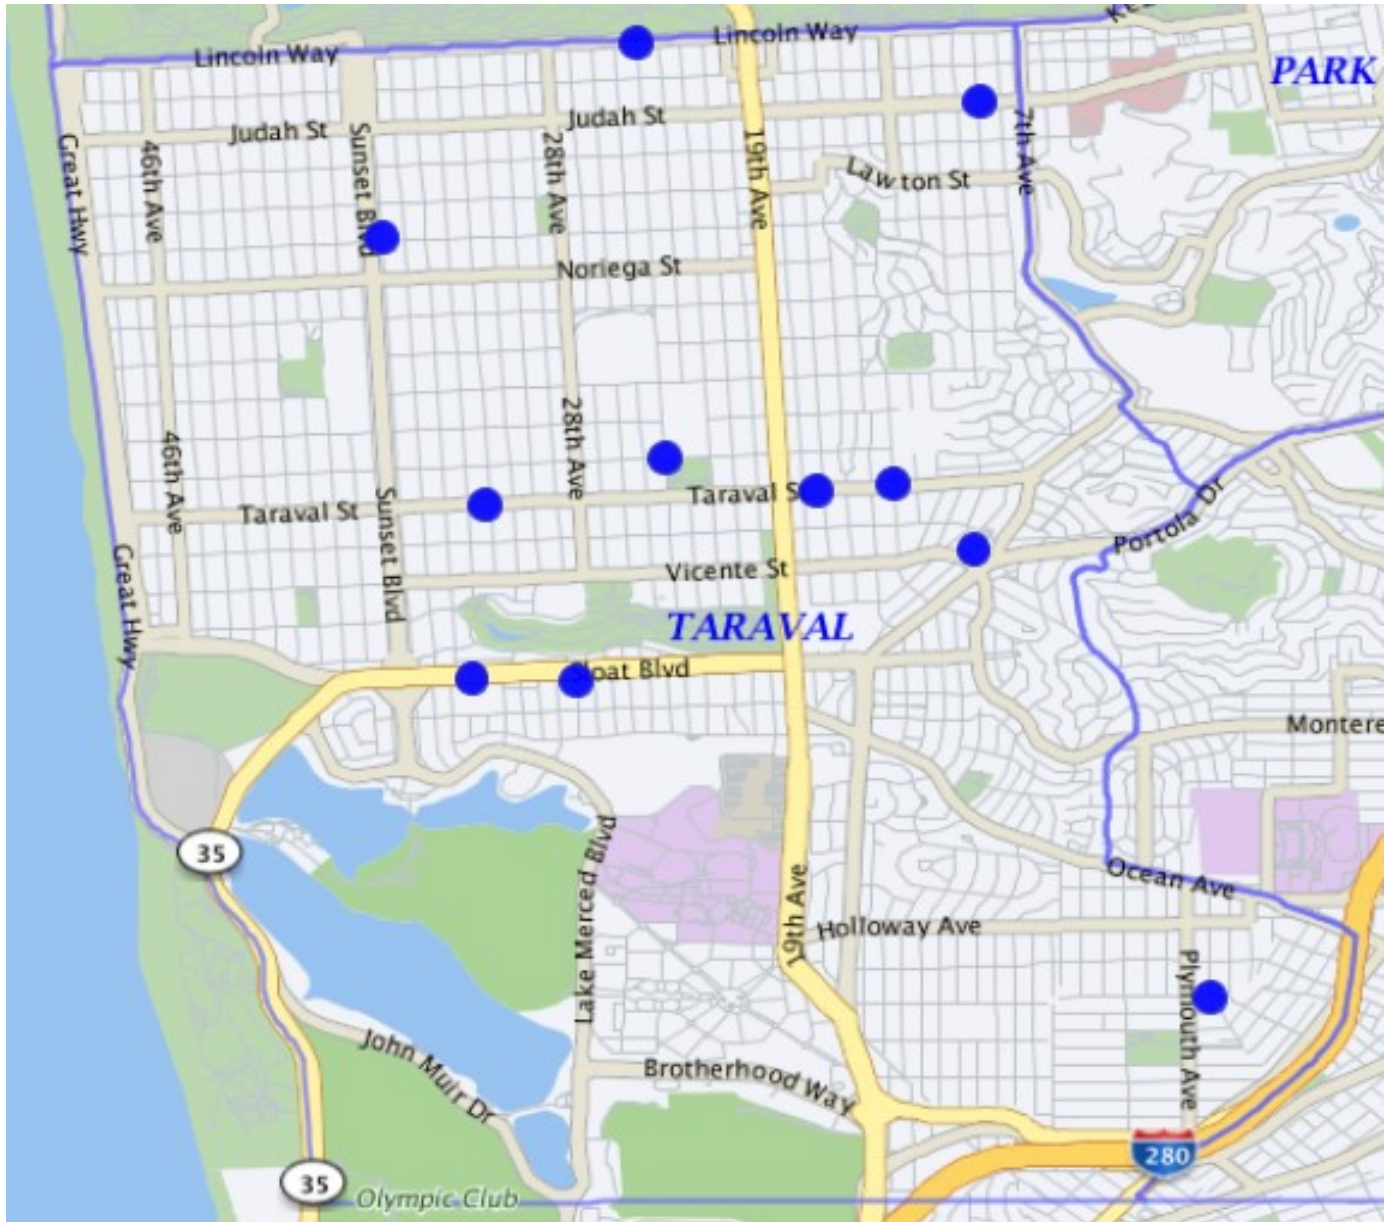 Lincoln Way
Lincoln Way
PARK
Judah St
Judah St
Great Hwy
46th Ave
Sunset Blvd
28th Ave
19th Ave
7th Ave
Lawton St
Noriega St
28th Ave
46th Ave
Taraval St
Sunset Blvd
Taraval S
Portola Dr
Great Hwy
Vicente St
TARAVAL
Sloat Blvd
Montere
Lake Merced Blvd
35
Ocean Ave
19th Ave
Holloway Ave
Plymouth Ave
John Muir Dr
Brotherhood Way
280
35
Olympic Club